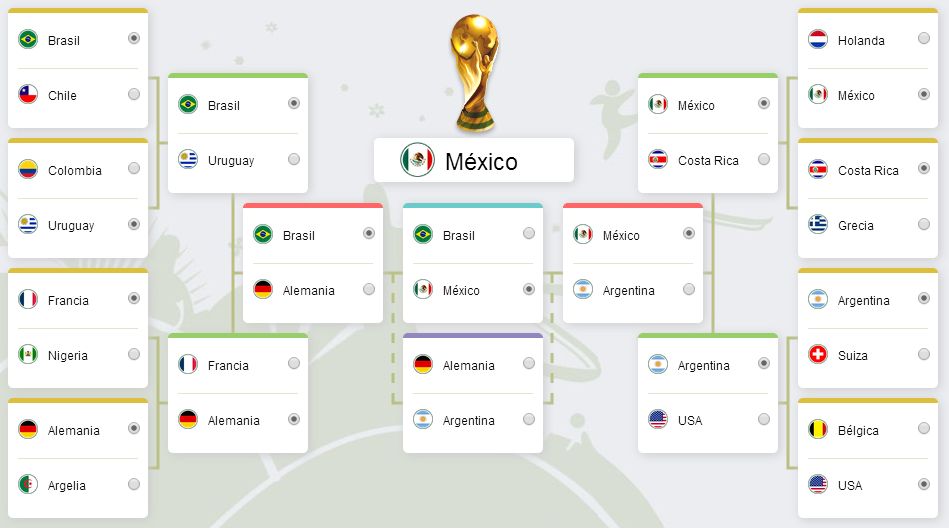 Brasil
Chile
Colombia
Uruguay
Francia
Nigeria
Alemania
Argelia
Brasil
Uruguay
Francia
Alemania
Brasil
Alemania
México
Brasil
México
Alemania
Argentina
México
Argentina
México
Costa Rica
Argentina
USA
Holanda
México
Costa Rica
Grecia
Argentina
Suiza
Bélgica
USA